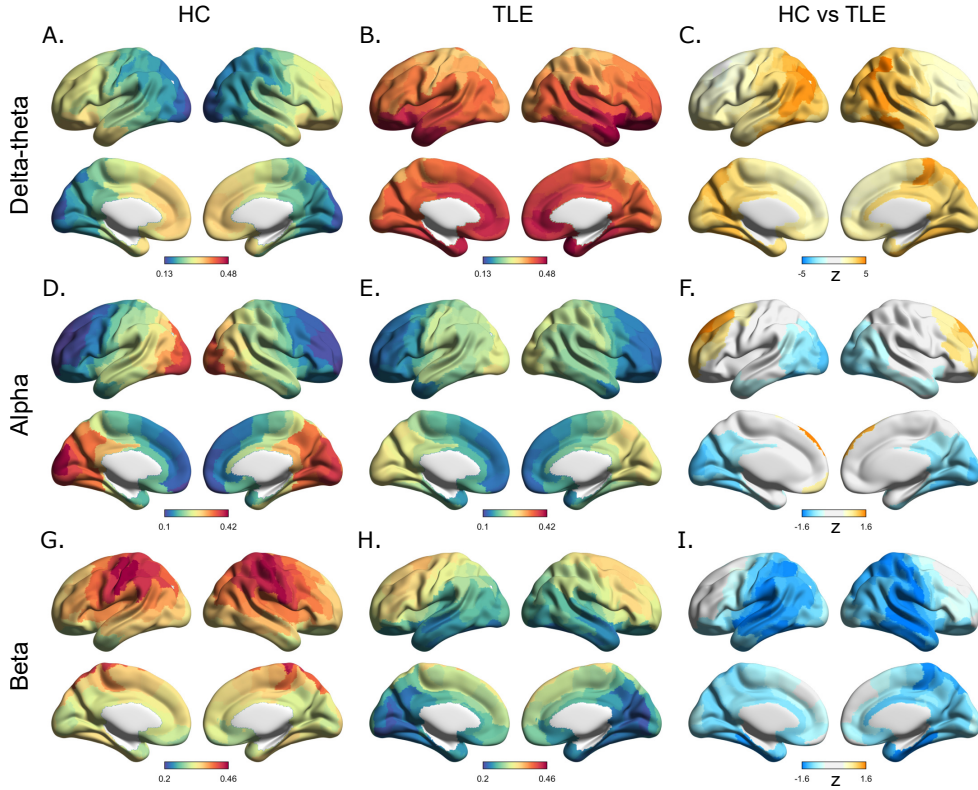 HC TLE HC vs TLE
A. B. C.
Delta-theta
0.13 0.48 0.13 0.48 -5 z 5
D. E. F.
Alpha
0.1 0.42 0.1 0.42 -1.6 z 1.6
G. H. I.
Beta
0.2 0.46 0.2 0.46 -1.6 z 1.6